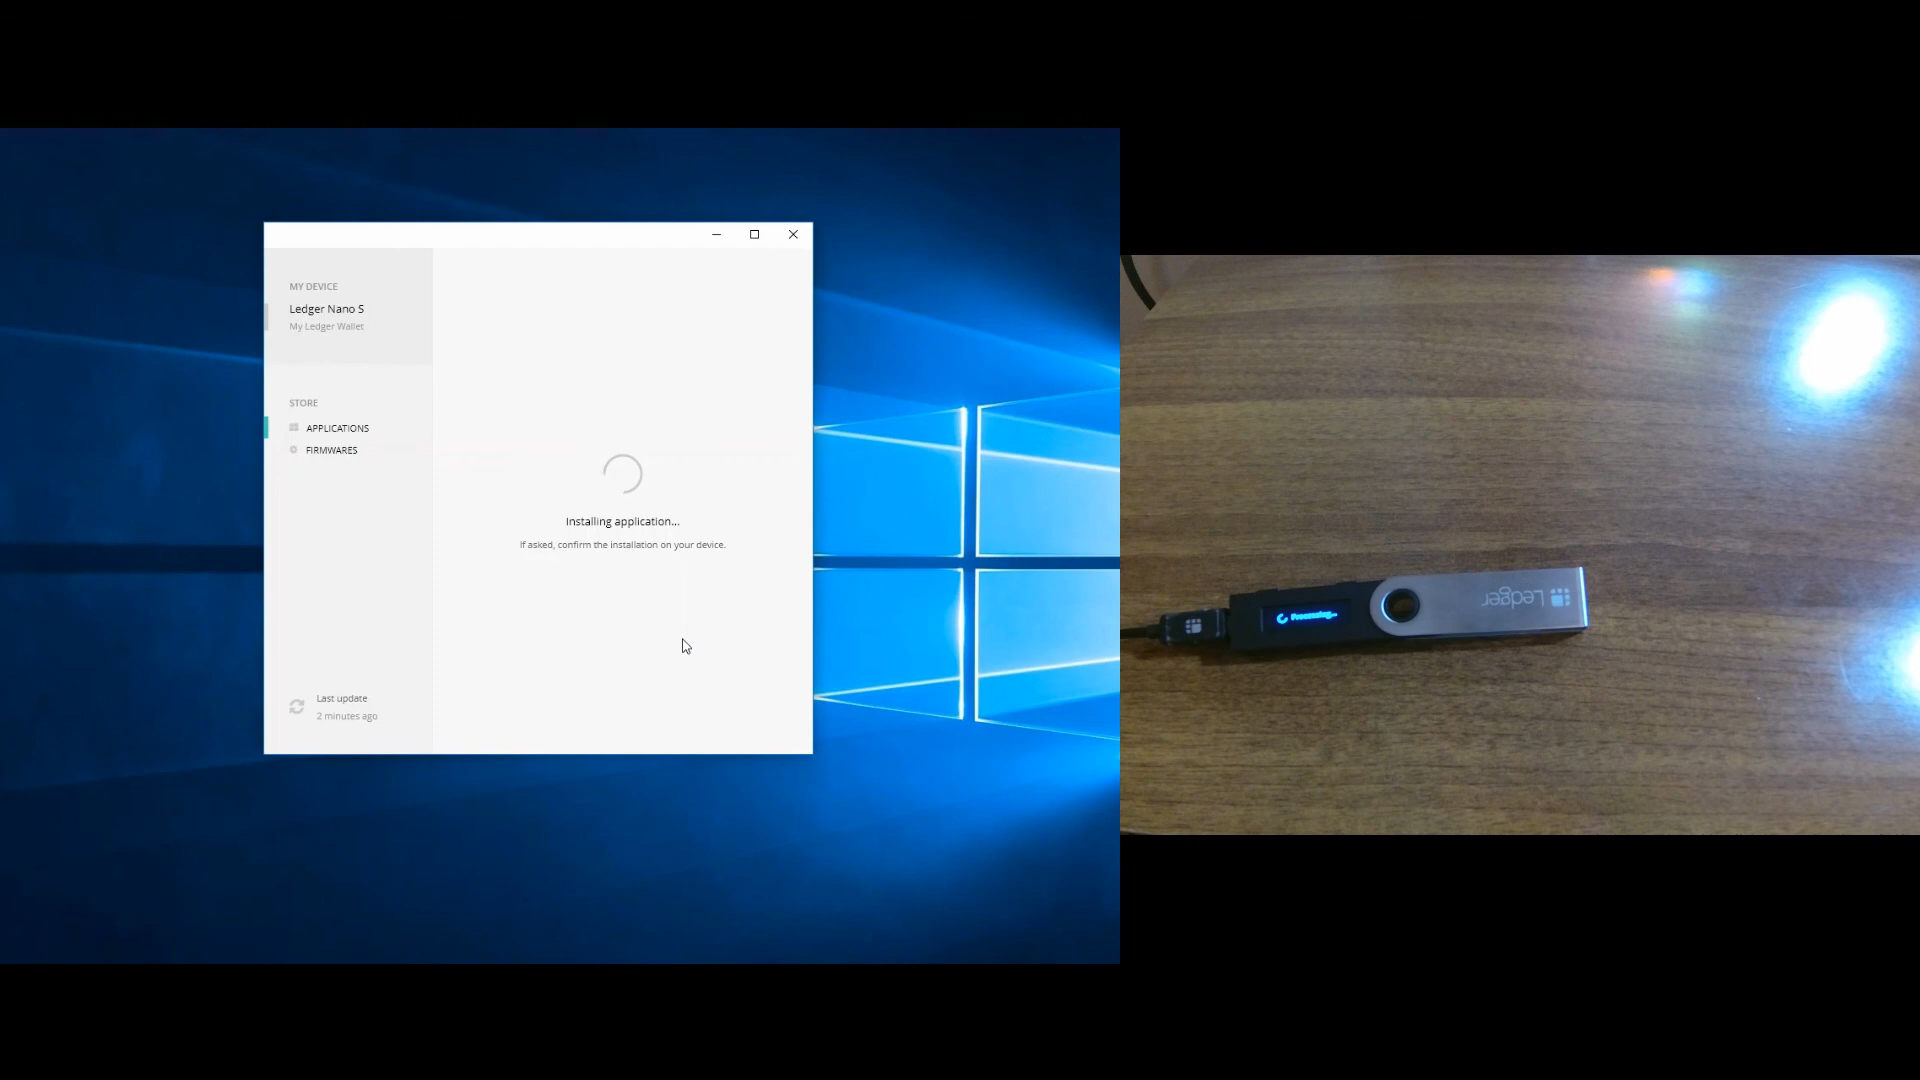 MY DEVICE
Ledger Nano S
My Ledger Wallet
STORE
APPLICATIONS
FIRMWARES
Installing application...
If asked, confirm the installation on your device.
Last update
2 minutes ago
Processing...
Ledger